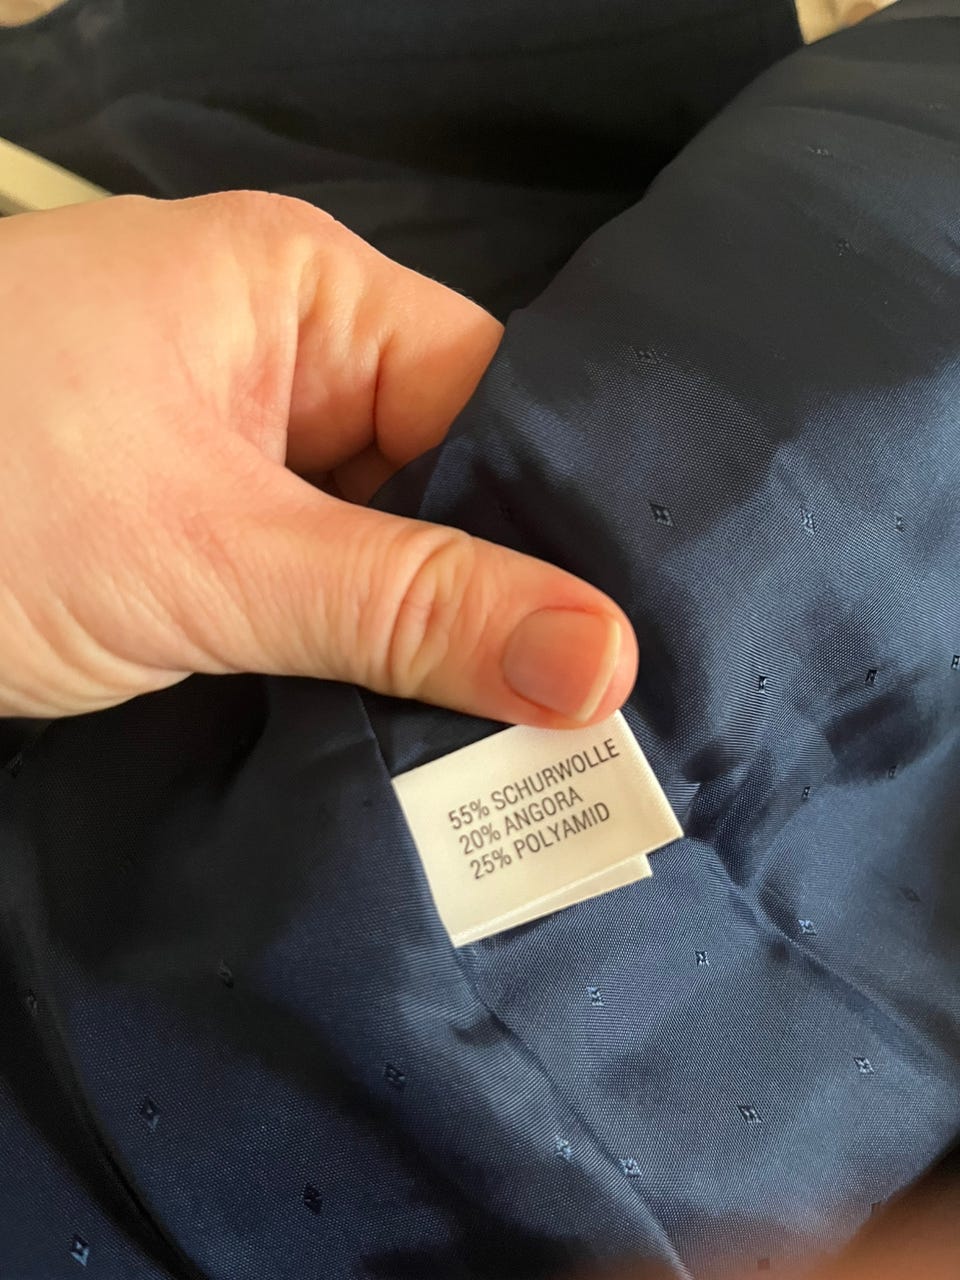 55% SCHURWOLLE
20% ANGORA
25% POLYAMID